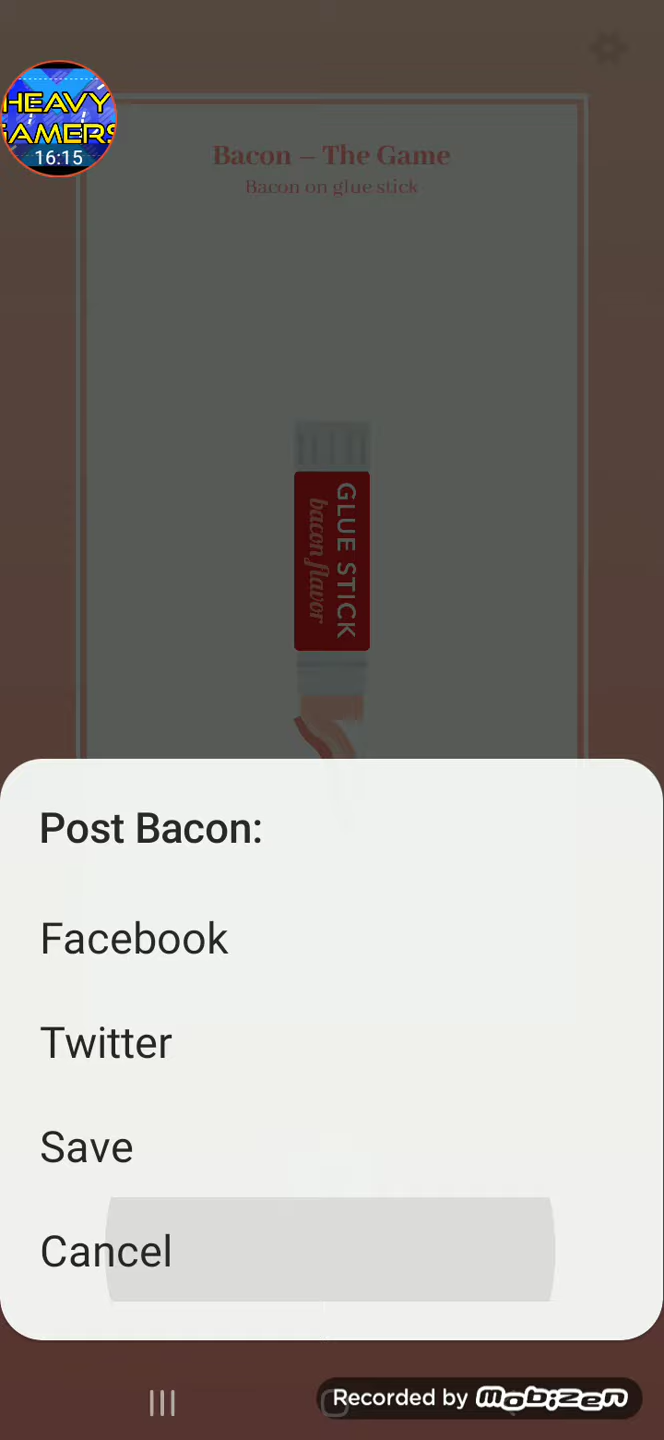 HEAVY
GAMERS
16:15
Bacon – The Game
Bacon on glue stick
GLUE STICK
bacon flavor
Post Bacon:
Facebook
Twitter
Save
Cancel
Recorded by Mobizen